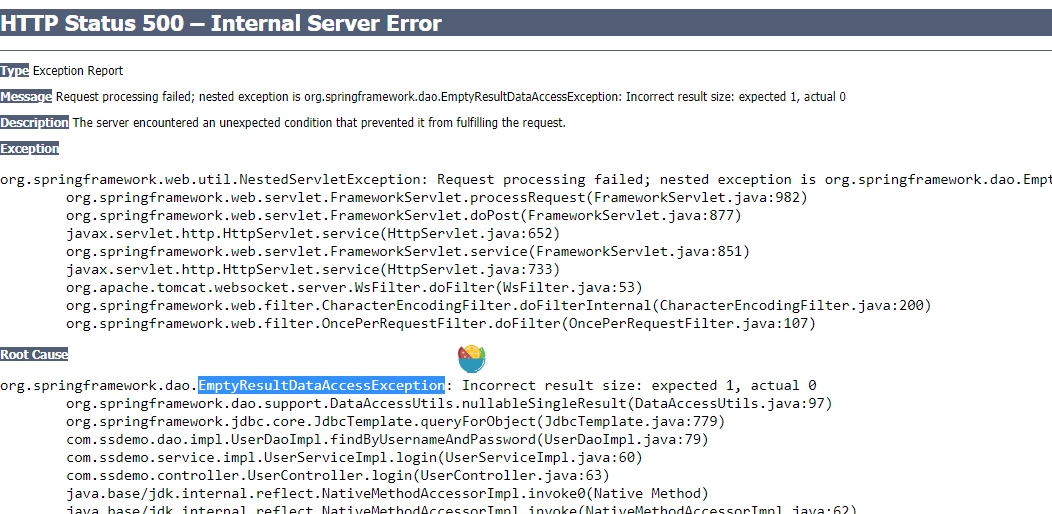 HTTP Status 500 – Internal Server Error
Type Exception Report
Message Request processing failed; nested exception is org.springframework.dao.EmptyResultDataAccessException: Incorrect result size: expected 1, actual 0
Description The server encountered an unexpected condition that prevented it from fulfilling the request.
Exception
org.springframework.web.util.NestedServletException: Request processing failed; nested exception is org.springframework.dao.Empt
org.springframework.web.servlet.FrameworkServlet.processRequest(FrameworkServlet.java:982)
org.springframework.web.servlet.FrameworkServlet.doPost(FrameworkServlet.java:877)
javax.servlet.http.HttpServlet.service(HttpServlet.java:652)
org.springframework.web.servlet.FrameworkServlet.service(FrameworkServlet.java:851)
javax.servlet.http.HttpServlet.service(HttpServlet.java:733)
org.apache.tomcat.websocket.server.WsFilter.doFilter(WsFilter.java:53)
org.springframework.web.filter.CharacterEncodingFilter.doFilterInternal(CharacterEncodingFilter.java:200)
org.springframework.web.filter.OncePerRequestFilter.doFilter(OncePerRequestFilter.java:107)
Root Cause
org.springframework.dao.EmptyResultDataAccessException: Incorrect result size: expected 1, actual 0
org.springframework.dao.support.DataAccessUtils.nullableSingleResult(DataAccessUtils.java:97)
org.springframework.jdbc.core.JdbcTemplate.queryForObject(JdbcTemplate.java:779)
com.ssdemo.dao.impl.UserDaoImpl.findByUsernameAndPassword(UserDaoImpl.java:79)
com.ssdemo.service.impl.UserServiceImpl.login(UserServiceImpl.java:60)
com.ssdemo.controller.UserController.login(UserController.java:63)
java.base/jdk.internal.reflect.NativeMethodAccessorImpl.invoke0(Native Method)
java.base/jdk.internal.reflect.NativeMethodAccessorImpl.invoke(NativeMethodAccessorImpl.java:62)